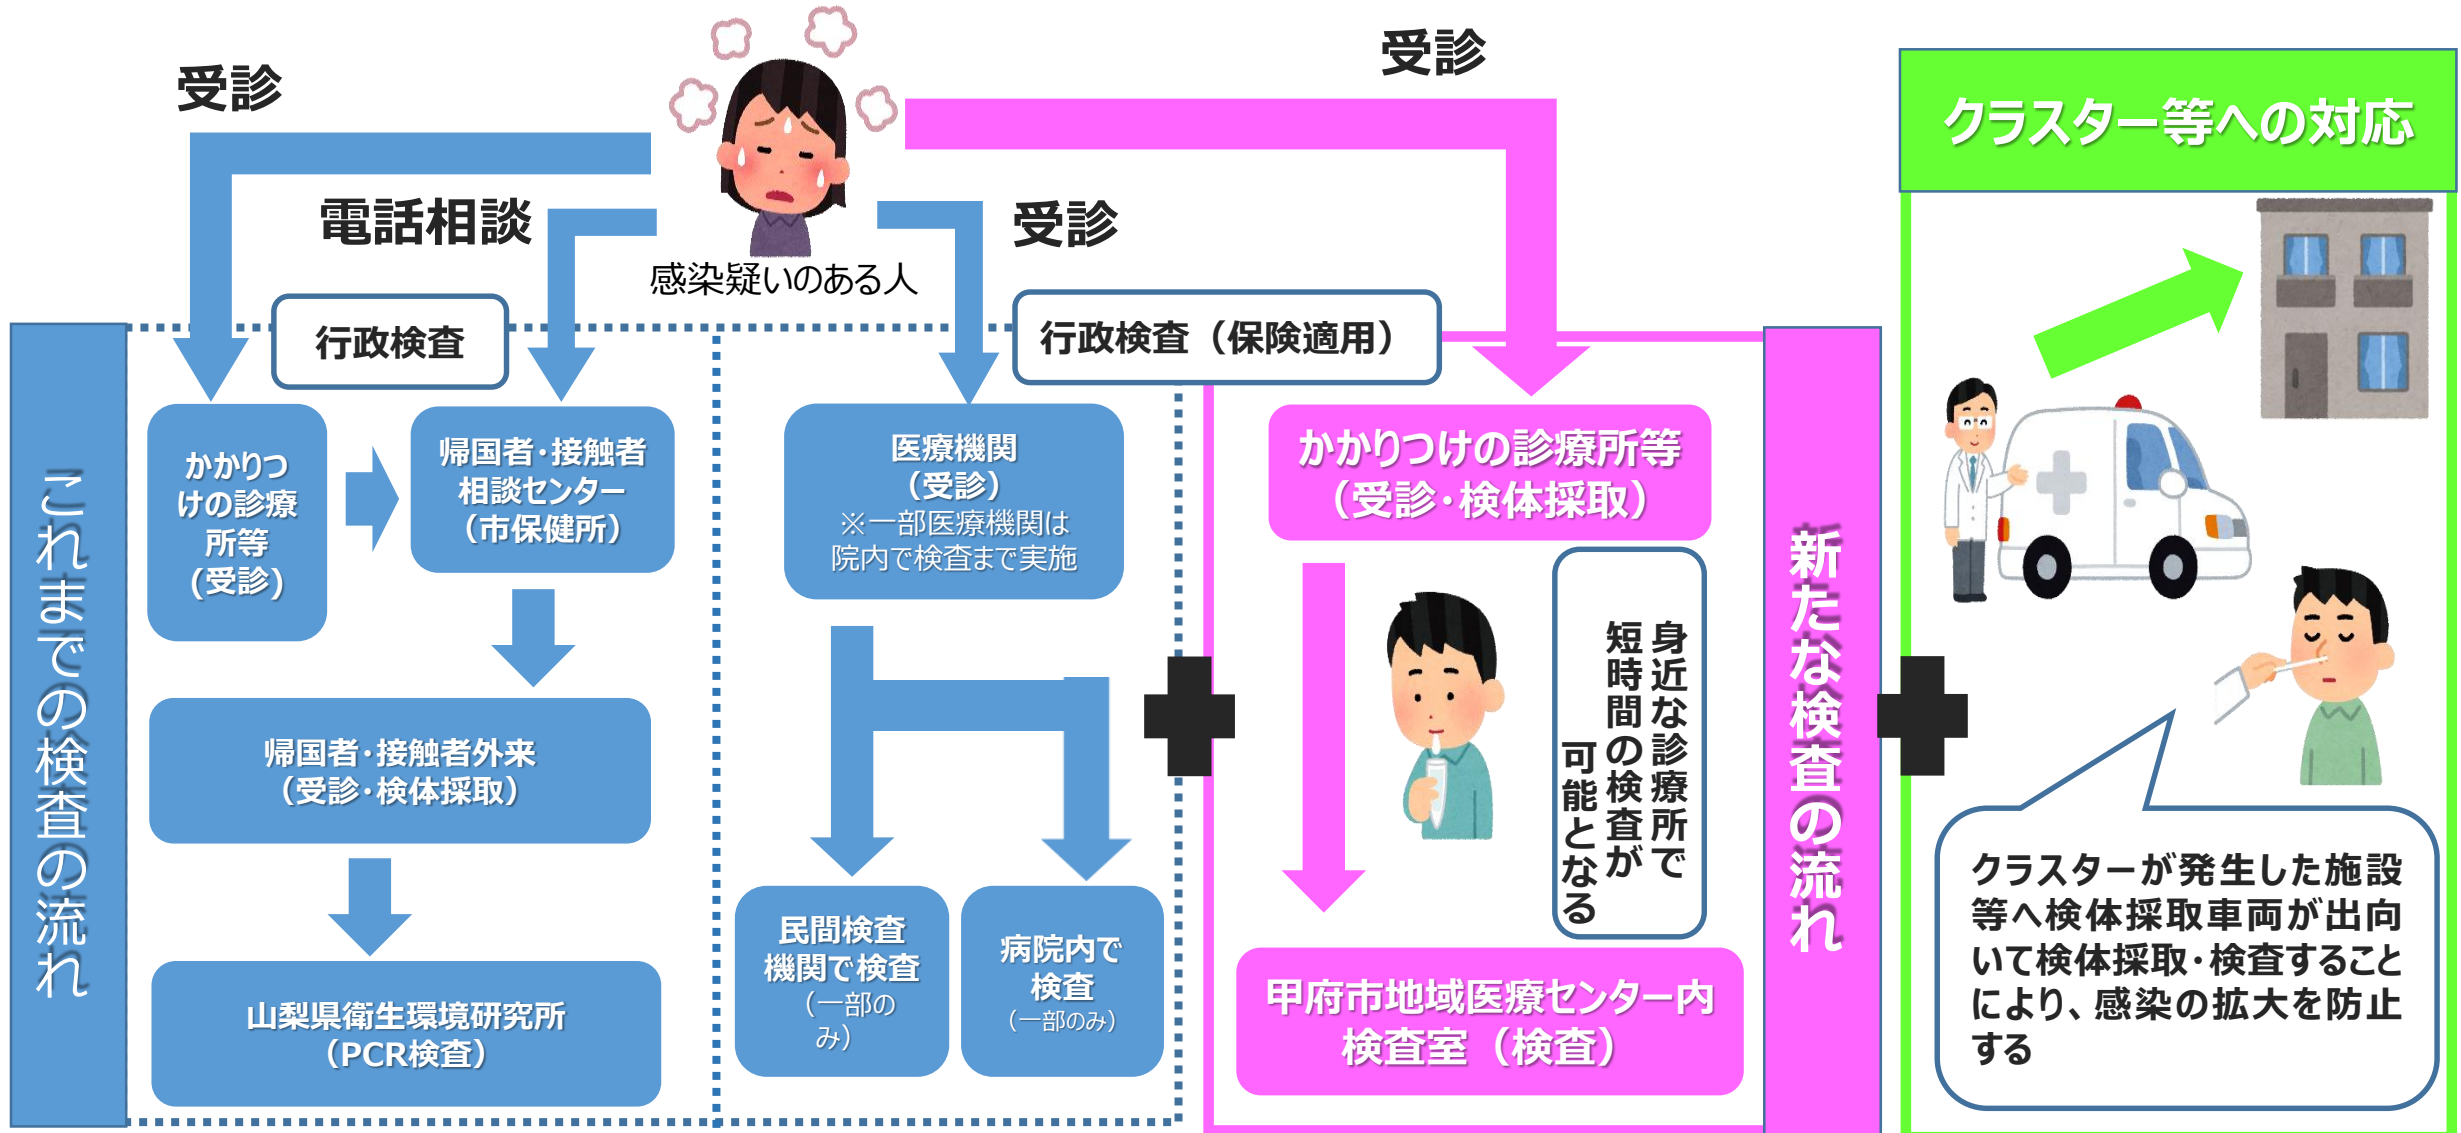 受診
電話相談
受診
受診
感染疑いのある人
これまでの検査の流れ
行政検査
かかりつ
けの診療
所等
(受診)
帰国者･接触者
相談センター
（市保健所）
帰国者･接触者外来
（受診･検体採取）
山梨県衛生環境研究所
（PCR検査）
行政検査（保険適用）
医療機関
（受診）
※一部医療機関は
院内で検査まで実施
民間検査
機関で検査
（一部の
み）
病院内で
検査
（一部のみ）
かかりつけの診療所等
（受診･検体採取）
身近な診療所で
短時間の検査が
可能となる
甲府市地域医療センター内
検査室（検査）
新たな検査の流れ
クラスター等への対応
クラスターが発生した施設
等へ検体採取車両が出向
いて検体採取･検査すること
により、感染の拡大を防止
する